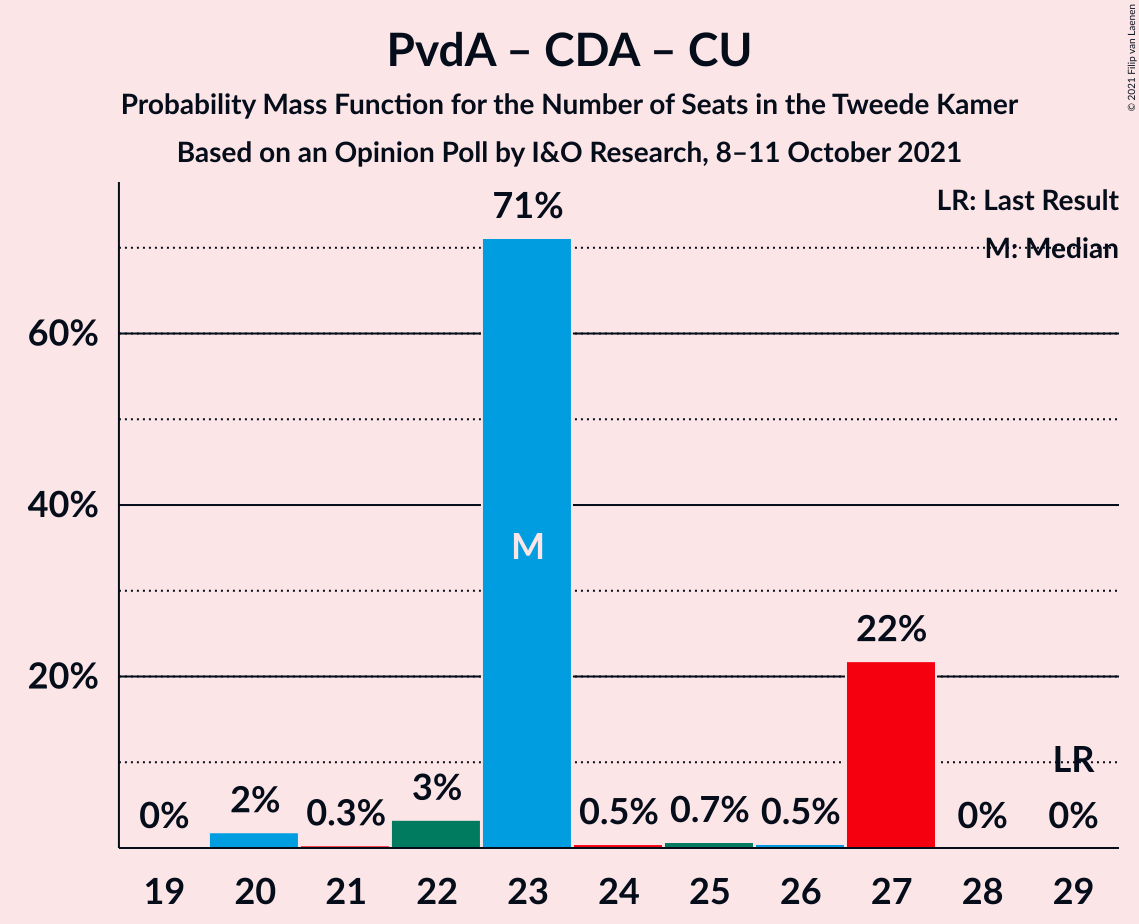 PvdA – CDA – CU
Probability Mass Function for the Number of Seats in the Tweede Kamer
Based on an Opinion Poll by I&O Research, 8–11 October 2021
© 2021 Filip van Laenen
LR: Last Result
M: Median
60%
40%
20%
0%
2%
0.3%
3%
71%
M
0.5%
0.7%
0.5%
22%
0%
LR
0%
19 20 21 22 23 24 25 26 27 28 29